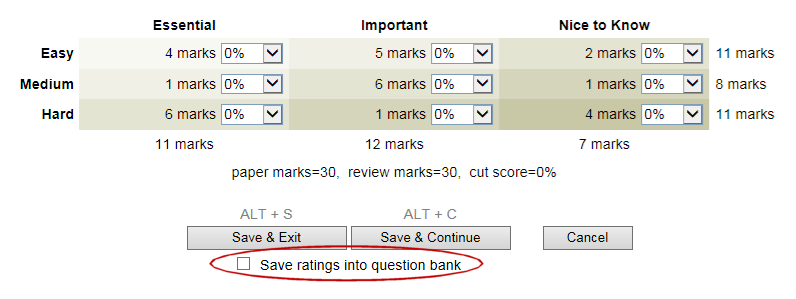 Essential Important Nice to Know
Easy 4 marks 0% 5 marks 0% 2 marks 0% 11 marks
Medium 1 marks 0% 6 marks 0% 1 marks 0% 8 marks
Hard 6 marks 0% 1 marks 0% 4 marks 0% 11 marks
11 marks 12 marks 7 marks
paper marks=30, review marks=30, cut score=0%
ALT + S ALT + C
Save & Exit Save & Continue Cancel
Save ratings into question bank